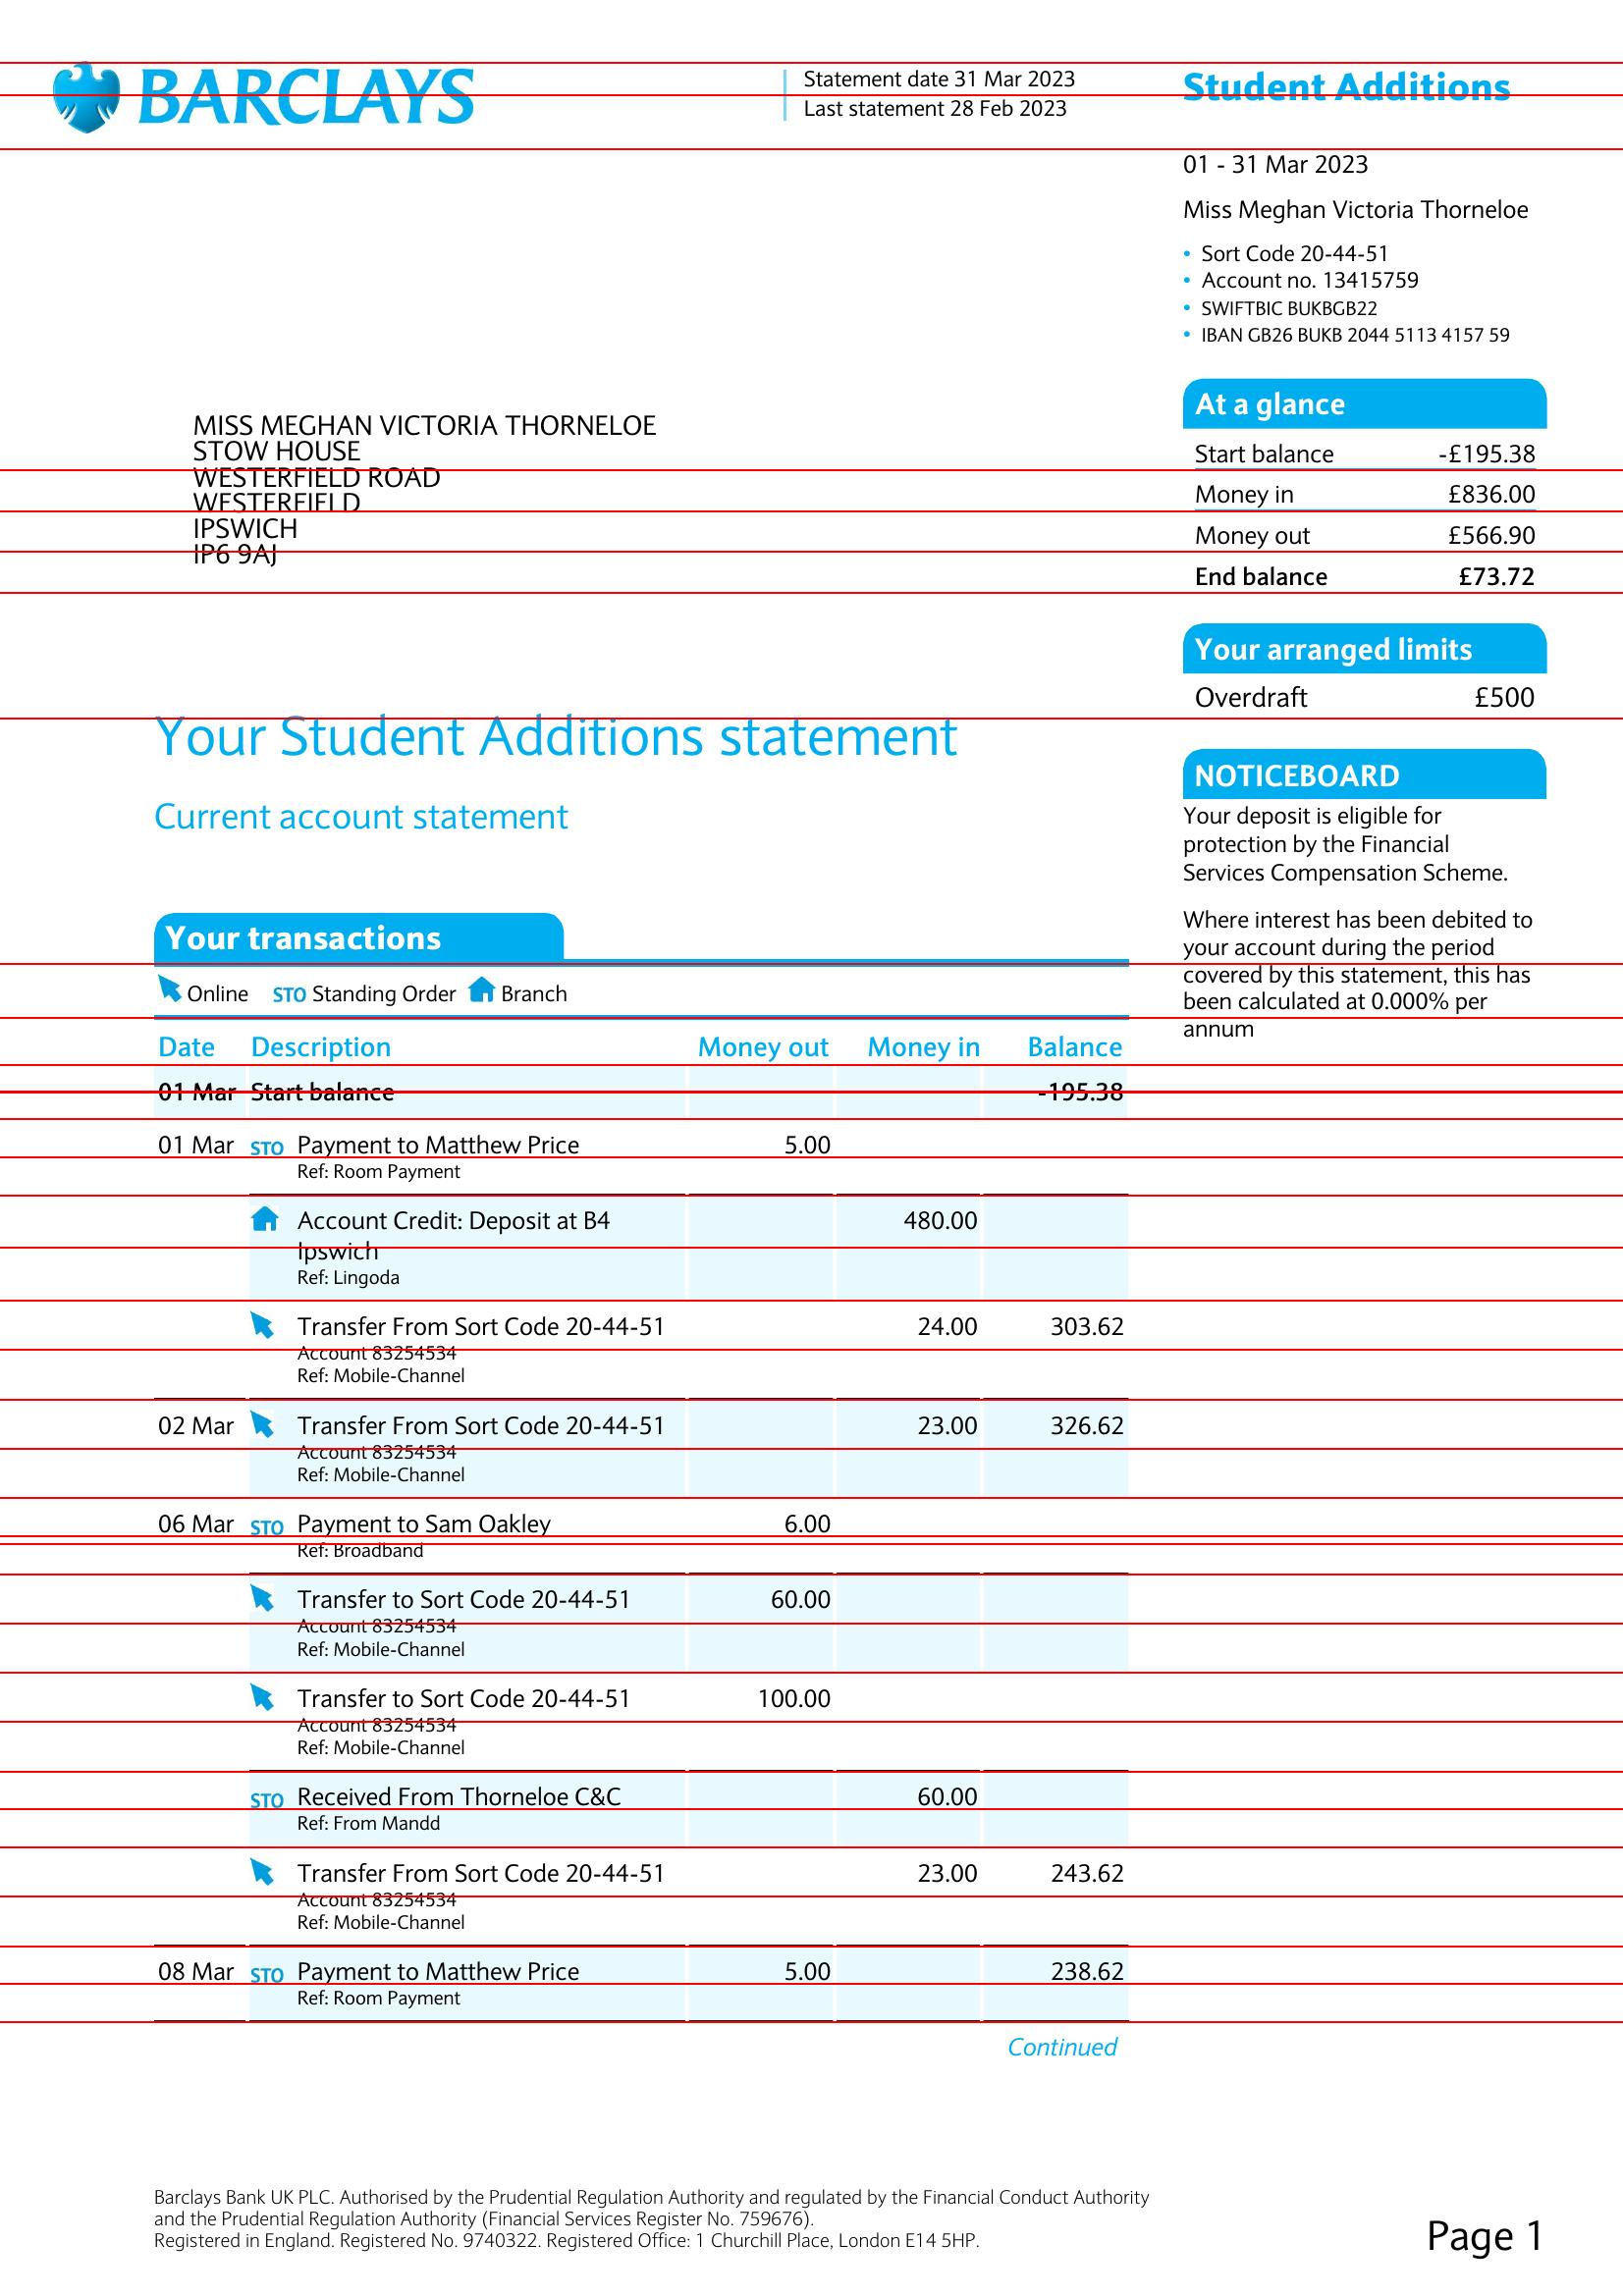 BARCLAYS
Statement date 31 Mar 2023
Last statement 28 Feb 2023
Student Additions
01 - 31 Mar 2023
Miss Meghan Victoria Thorneloe
• Sort Code 20-44-51
• Account no. 13415759
• SWIFTBIC BUKBGB22
• IBAN GB26 BUKB 2044 5113 4157 59
MISS MEGHAN VICTORIA THORNELOE
STOW HOUSE
WESTERFIELD ROAD
WESTERFIELD
IPSWICH
IP6 9AJ
At a glance
Start balance -£195.38
Money in £836.00
Money out £566.90
End balance £73.72
Your arranged limits
Overdraft £500
Your Student Additions statement
Current account statement
NOTICEBOARD
Your deposit is eligible for
protection by the Financial
Services Compensation Scheme.
Where interest has been debited to
your account during the period
covered by this statement, this has
been calculated at 0.000% per
annum
Your transactions
Online STO Standing Order Branch
Date Description Money out Money in Balance
01 Mar Start balance -195.38
01 Mar STO Payment to Matthew Price 5.00
Ref: Room Payment
Account Credit: Deposit at B4 480.00
Ipswich
Ref: Lingoda
Transfer From Sort Code 20-44-51 24.00 303.62
Account 83254534
Ref: Mobile-Channel
02 Mar Transfer From Sort Code 20-44-51 23.00 326.62
Account 83254534
Ref: Mobile-Channel
06 Mar STO Payment to Sam Oakley 6.00
Ref: Broadband
Transfer to Sort Code 20-44-51 60.00
Account 83254534
Ref: Mobile-Channel
Transfer to Sort Code 20-44-51 100.00
Account 83254534
Ref: Mobile-Channel
STO Received From Thorneloe C&C 60.00
Ref: From Mandd
Transfer From Sort Code 20-44-51 23.00 243.62
Account 83254534
Ref: Mobile-Channel
08 Mar STO Payment to Matthew Price 5.00 238.62
Ref: Room Payment
Continued
Barclays Bank UK PLC. Authorised by the Prudential Regulation Authority and regulated by the Financial Conduct Authority
and the Prudential Regulation Authority (Financial Services Register No. 759676).
Registered in England. Registered No. 9740322. Registered Office: 1 Churchill Place, London E14 5HP.
Page 1